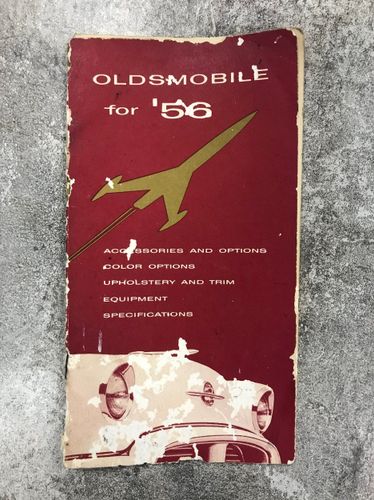 OLDSMOBILE
for '56
ACCESSORIES AND OPTIONS
COLOR OPTIONS
UPHOLSTERY AND TRIM
EQUIPMENT
SPECIFICATIONS